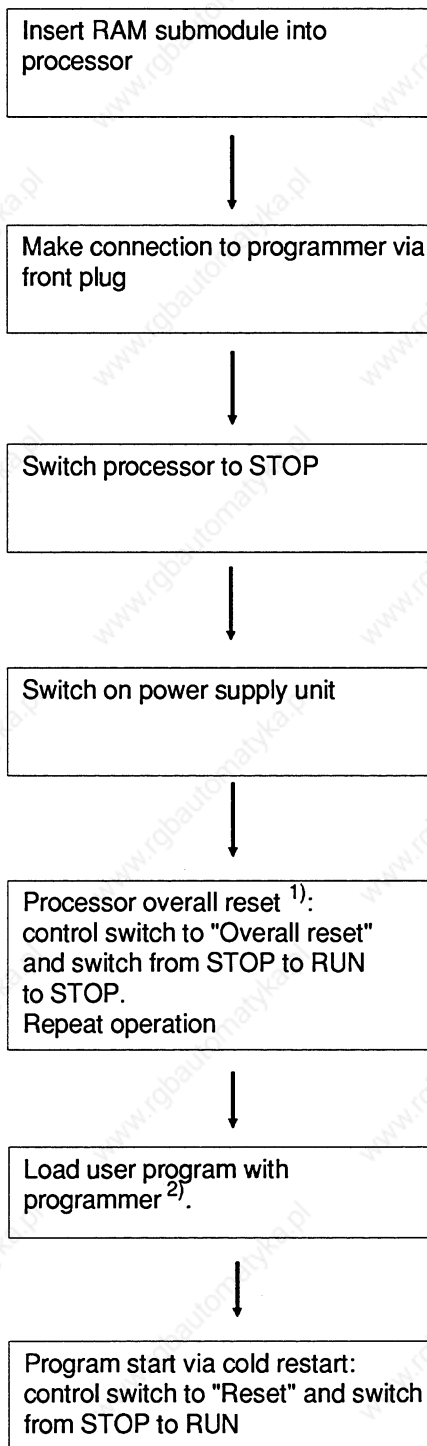 Insert RAM submodule into
processor
Make connection to programmer via
front plug
Switch processor to STOP
Switch on power supply unit
Processor overall reset 1):
control switch to "Overall reset"
and switch from STOP to RUN
to STOP.
Repeat operation
Load user program with
programmer 2).
Program start via cold restart:
control switch to "Reset" and switch
from STOP to RUN
www.rgbautomatyka.pl